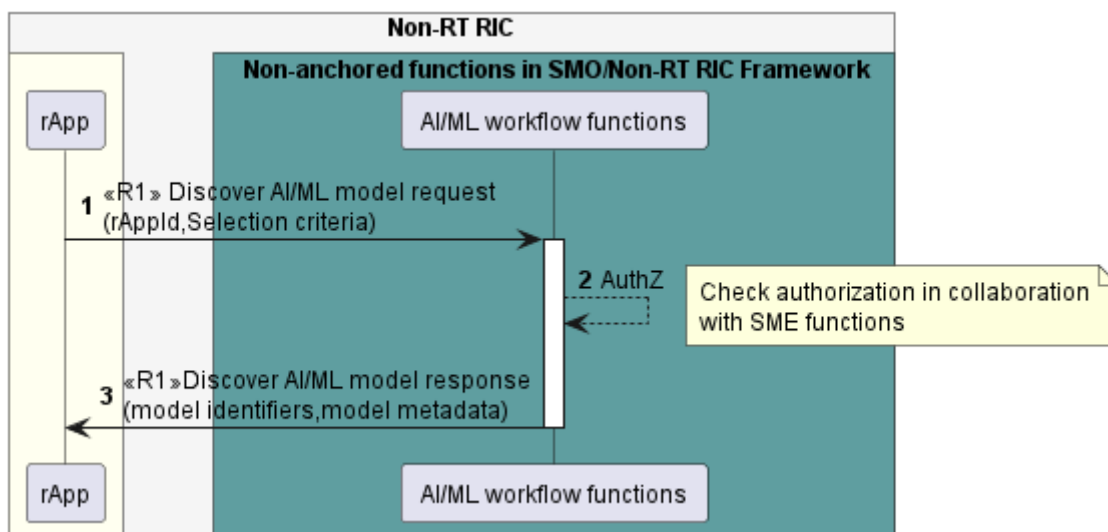 Non-RT RIC
Non-anchored functions in SMO/Non-RT RIC Framework
rApp
AI/ML workflow functions
1 «R1» Discover AI/ML model request
(rAppId,Selection criteria)
2 AuthZ
Check authorization in collaboration
with SME functions
3 «R1»Discover AI/ML model response
(model identifiers,model metadata)
rApp
AI/ML workflow functions